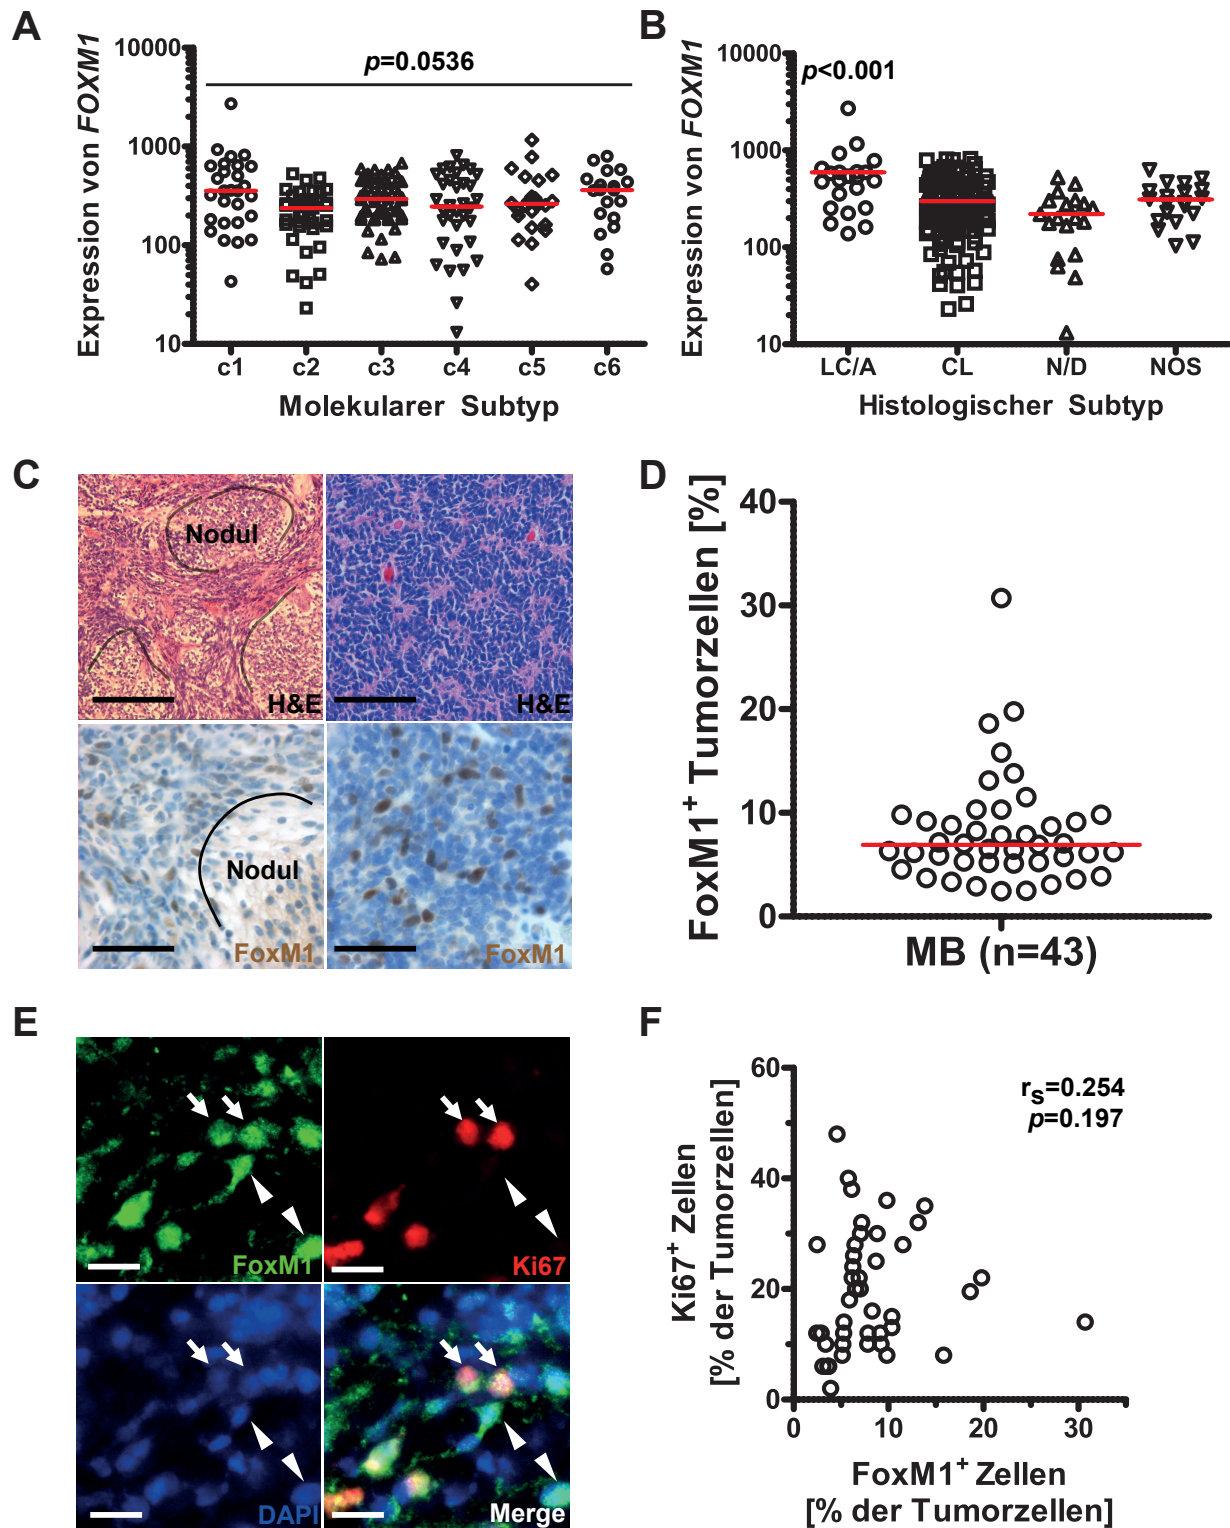 A
Expression von FOXM1
10000
1000
100
10
p=0.0536
c1 c2 c3 c4 c5 c6
Molekularer Subtyp
B
Expression von FOXM1
10000
1000
100
10
p<0.001
LC/A CL N/D NOS
Histologischer Subtyp
C
Nodul
H&E
H&E
Nodul
FoxM1
FoxM1
D
FoxM1+ Tumorzellen [%]
40
30
20
10
0
MB (n=43)
E
FoxM1
Ki67
DAPI
Merge
F
Ki67+ Zellen
[% der Tumorzellen]
60
40
20
0
rs=0.254
p=0.197
0 10 20 30
FoxM1+ Zellen
[% der Tumorzellen]